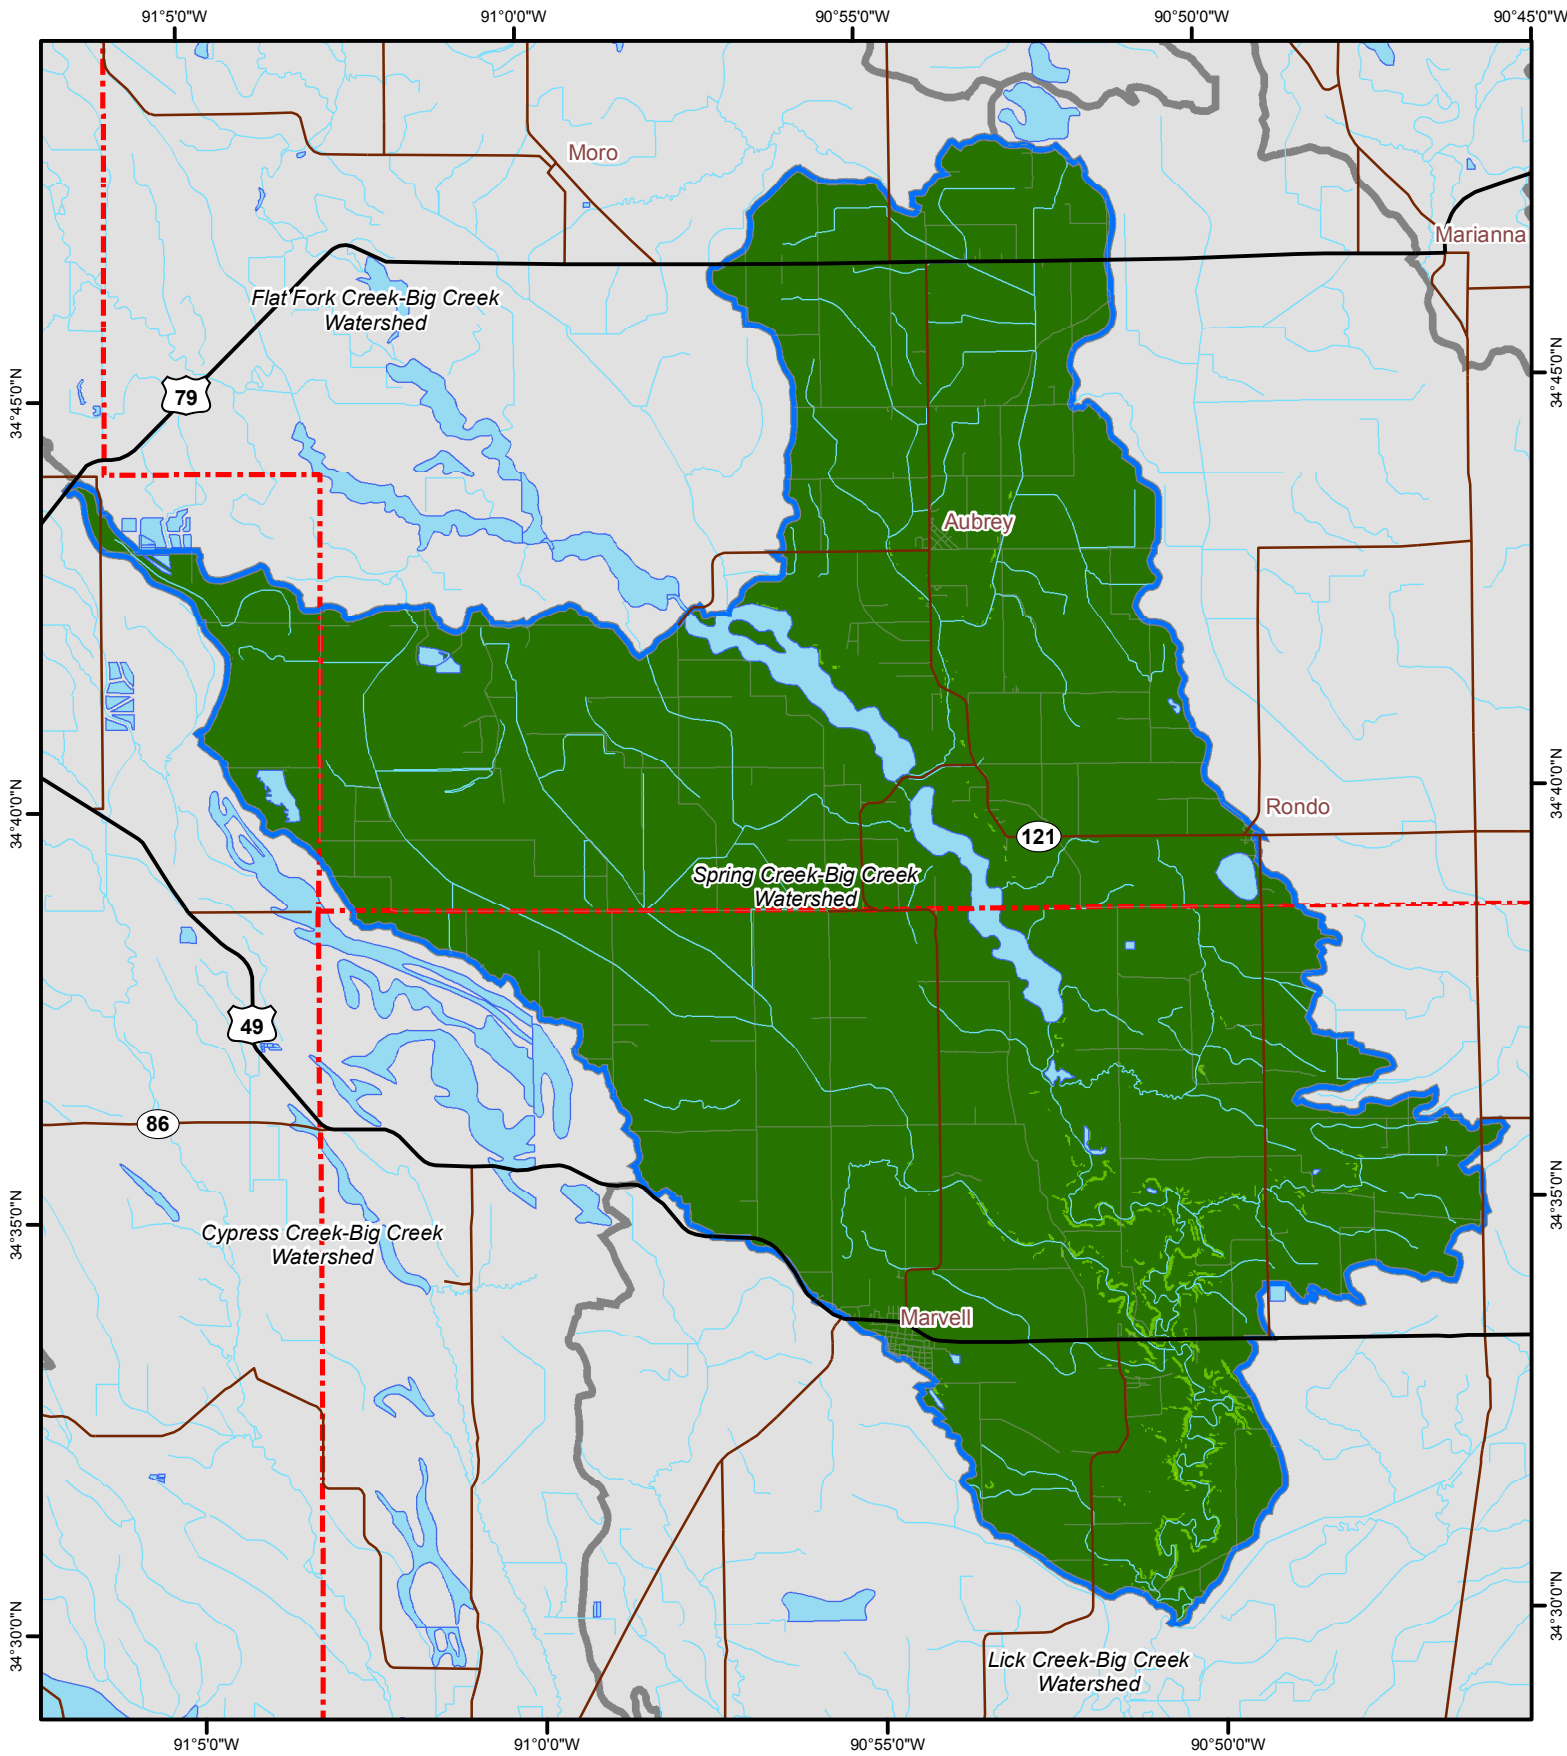 91°5'0"W
91°0'0"W
90°55'0"W
90°50'0"W
90°45'0"W
Moro
Marianna
Flat Fork Creek-Big Creek
Watershed
34°45'0"N
34°45'0"N
79
Aubrey
34°40'0"N
34°40'0"N
Rondo
121
Spring Creek-Big Creek
Watershed
49
86
34°35'0"N
34°35'0"N
Cypress Creek-Big Creek
Watershed
Marvell
34°30'0"N
34°30'0"N
Lick Creek-Big Creek
Watershed
91°5'0"W
91°0'0"W
90°55'0"W
90°50'0"W